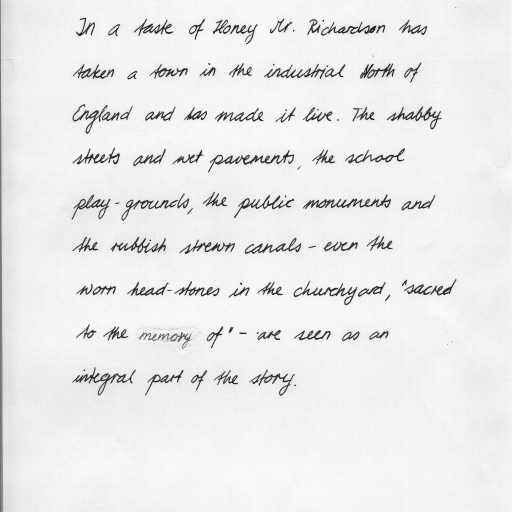 In a taste of Honey Mr. Richardson has
taken a town in the industrial North of
England and has made it live. The shabby
streets and wet pavements, the school
play-grounds, the public monuments and
the rubbish strewn canals - even the
worn head-stones in the churchyard, "sacred
to the memory of" - are seen as an
integral part of the story.